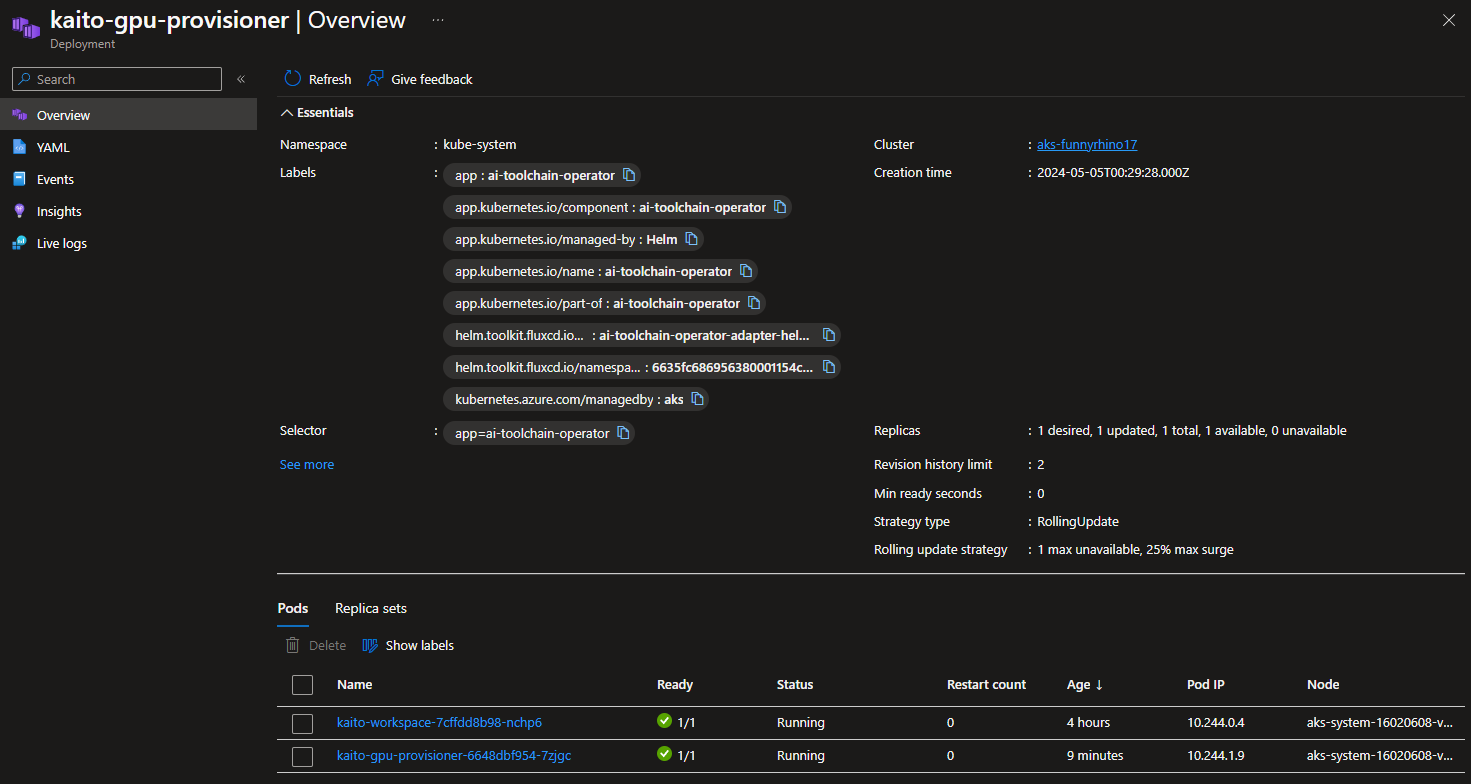 kaito-gpu-provisioner | Overview ...
Deployment
Search «
Refresh Give feedback
Overview
YAML
Events
Insights
Live logs
Essentials
Namespace : kube-system
Labels :
app : ai-toolchain-operator
app.kubernetes.io/component : ai-toolchain-operator
app.kubernetes.io/managed-by : Helm
app.kubernetes.io/name : ai-toolchain-operator
app.kubernetes.io/part-of : ai-toolchain-operator
helm.toolkit.fluxcd.io... : ai-toolchain-operator-adapter-hel...
helm.toolkit.fluxcd.io/namespa... : 6635fc686956380001154c...
kubernetes.azure.com/managedby : aks
Selector : app=ai-toolchain-operator
See more
Cluster : aks-funnyrhino17
Creation time : 2024-05-05T00:29:28.000Z
Replicas : 1 desired, 1 updated, 1 total, 1 available, 0 unavailable
Revision history limit : 2
Min ready seconds : 0
Strategy type : RollingUpdate
Rolling update strategy : 1 max unavailable, 25% max surge
Pods Replica sets
Delete Show labels
Name Ready Status Restart count Age ↓ Pod IP Node
kaito-workspace-7cffdd8b98-nchp6 1/1 Running 0 4 hours 10.244.0.4 aks-system-16020608-v...
kaito-gpu-provisioner-6648dbf954-7zjgc 1/1 Running 0 9 minutes 10.244.1.9 aks-system-16020608-v...